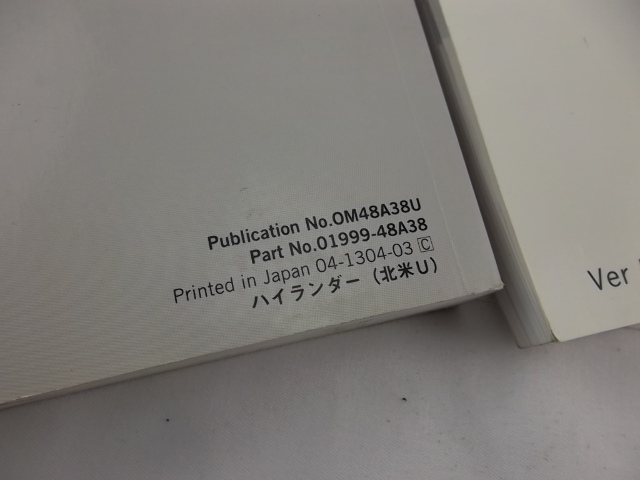 Publication No.OM48A38U
Part No.01999-48A38
Printed in Japan 04-1304-03 C
ハイランダー（北米U）
Ver